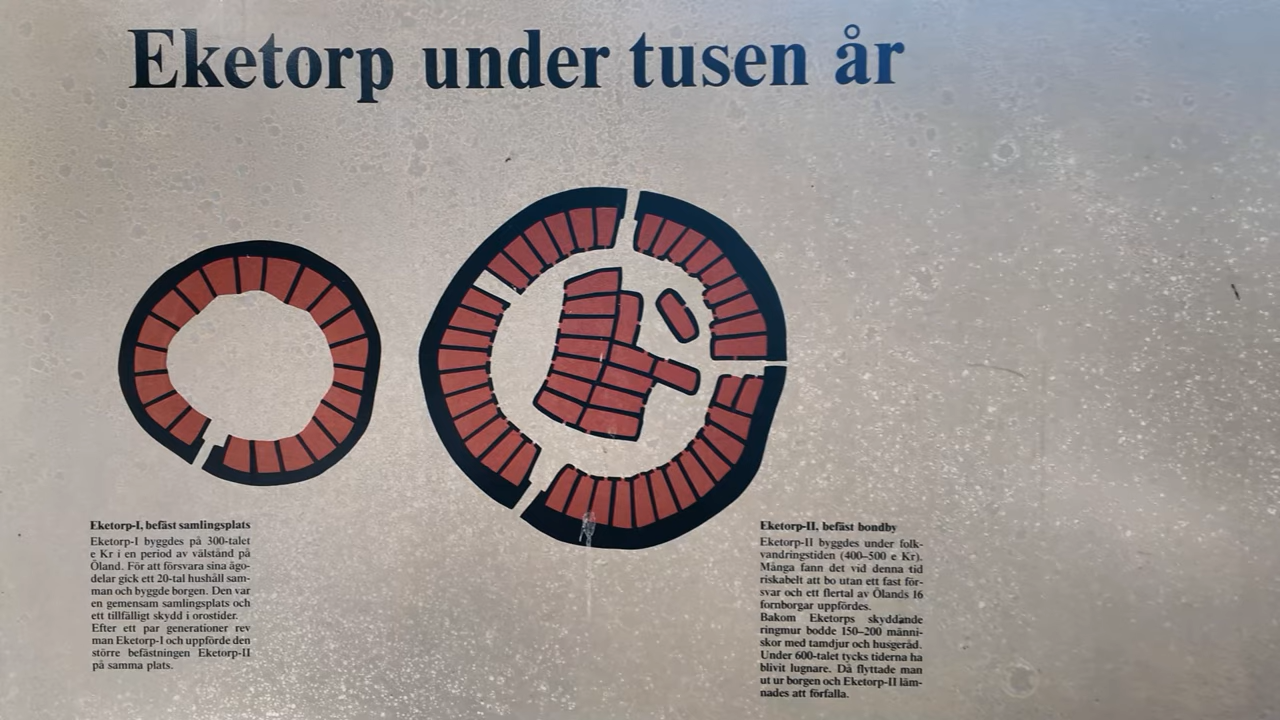 Eketorp under tusen år
Eketorp-I, befäst samlingsplats
Eketorp-I byggdes på 300-talet
e Kr i en period av välstånd på
Öland. För att försvara sina ägo-
delar gick ett 20-tal hushåll sam-
man och byggde borgen. Den var
en gemensam samlingsplats och
ett tillfälligt skydd i orostider.
Efter ett par generationer rev
man Eketorp-I och uppförde den
större befästningen Eketorp-II
på samma plats.
Eketorp-II, befäst bondby
Eketorp-II byggdes under folk-
vandringstiden (400–500 e Kr).
Många fann det vid denna tid
riskabelt att bo utan ett fast för-
svar och ett flertal av Ölands 16
fornborgar uppfördes.
Bakom Eketorps skyddande
ringmur bodde 150–200 männi-
skor med tamdjur och husgeråd.
Under 600-talet tycks tiderna ha
blivit lugnare. Då flyttade man
ut ur borgen och Eketorp-II läm-
nades att förfalla.